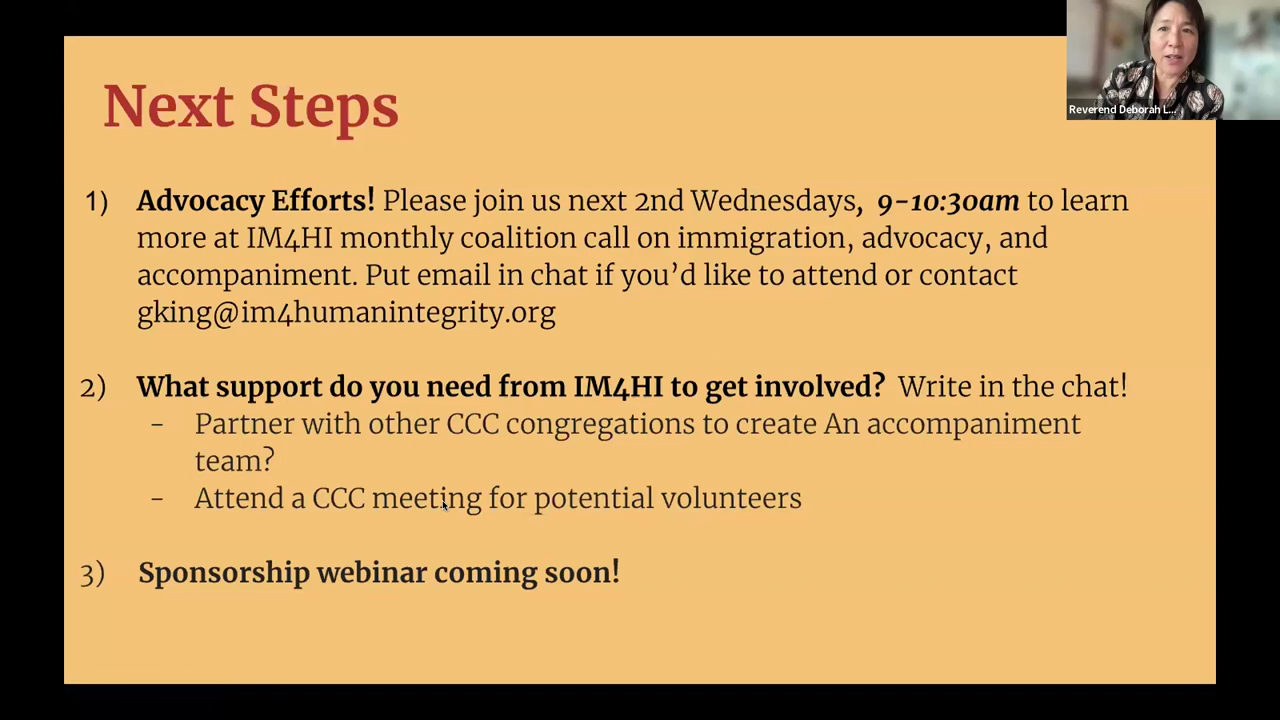 Reverend Deborah L...
Next Steps
1) Advocacy Efforts! Please join us next 2nd Wednesdays, 9-10:30am to learn
more at IM4HI monthly coalition call on immigration, advocacy, and
accompaniment. Put email in chat if you’d like to attend or contact
gking@im4humanintegrity.org
2) What support do you need from IM4HI to get involved? Write in the chat!
- Partner with other CCC congregations to create An accompaniment
team?
- Attend a CCC meeting for potential volunteers
3) Sponsorship webinar coming soon!